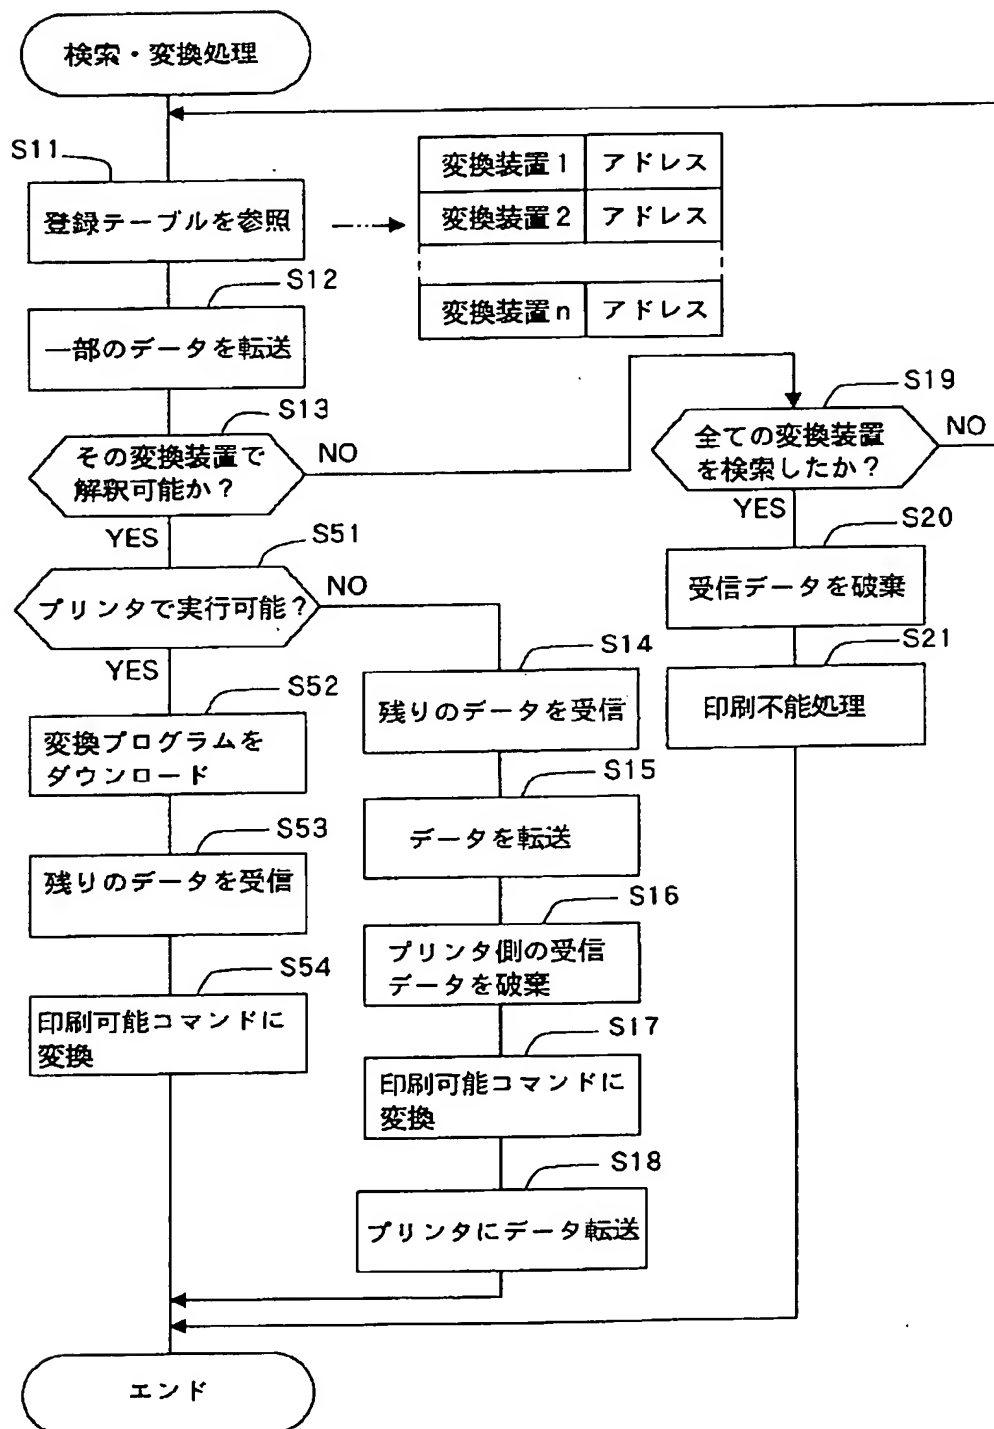 検索・変換処理
S11
登録テーブルを参照
変換装置1 アドレス
変換装置2 アドレス
変換装置n アドレス
S12
一部のデータを転送
S13
その変換装置で
解釈可能か？
NO
YES
S19
全ての変換装置
を検索したか？
NO
YES
S51
プリンタで実行可能？
NO
YES
S20
受信データを破棄
S21
印刷不能処理
S14
残りのデータを受信
S52
変換プログラムを
ダウンロード
S15
データを転送
S53
残りのデータを受信
S16
プリンタ側の受信
データを破棄
S54
印刷可能コマンドに
変換
S17
印刷可能コマンドに
変換
S18
プリンタにデータ転送
エンド